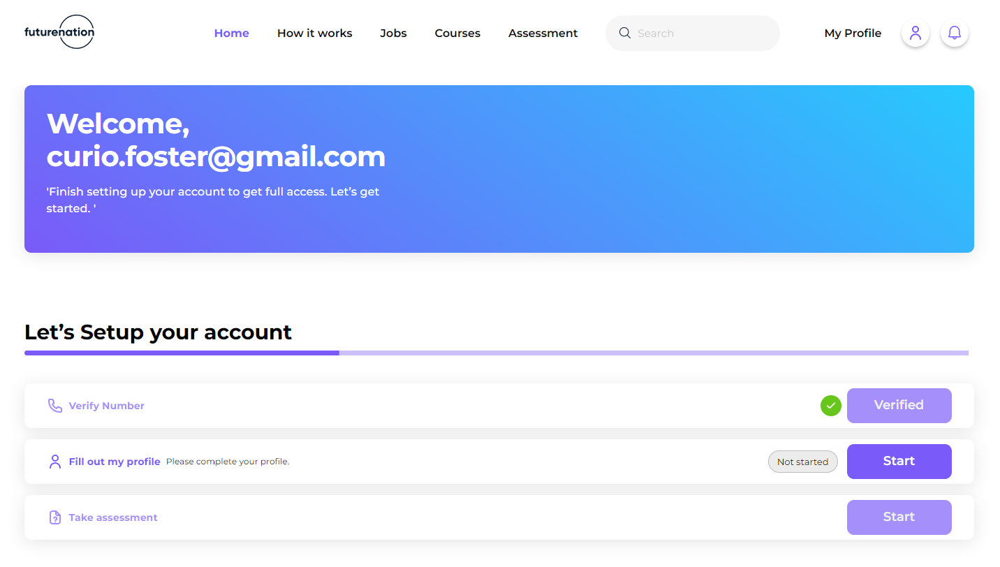 futurenation
Home How it works Jobs Courses Assessment Search My Profile
Welcome,
curio.foster@gmail.com
'Finish setting up your account to get full access. Let’s get
started. '
Let’s Setup your account
Verify Number Verified
Fill out my profile Please complete your profile. Not started Start
Take assessment Start